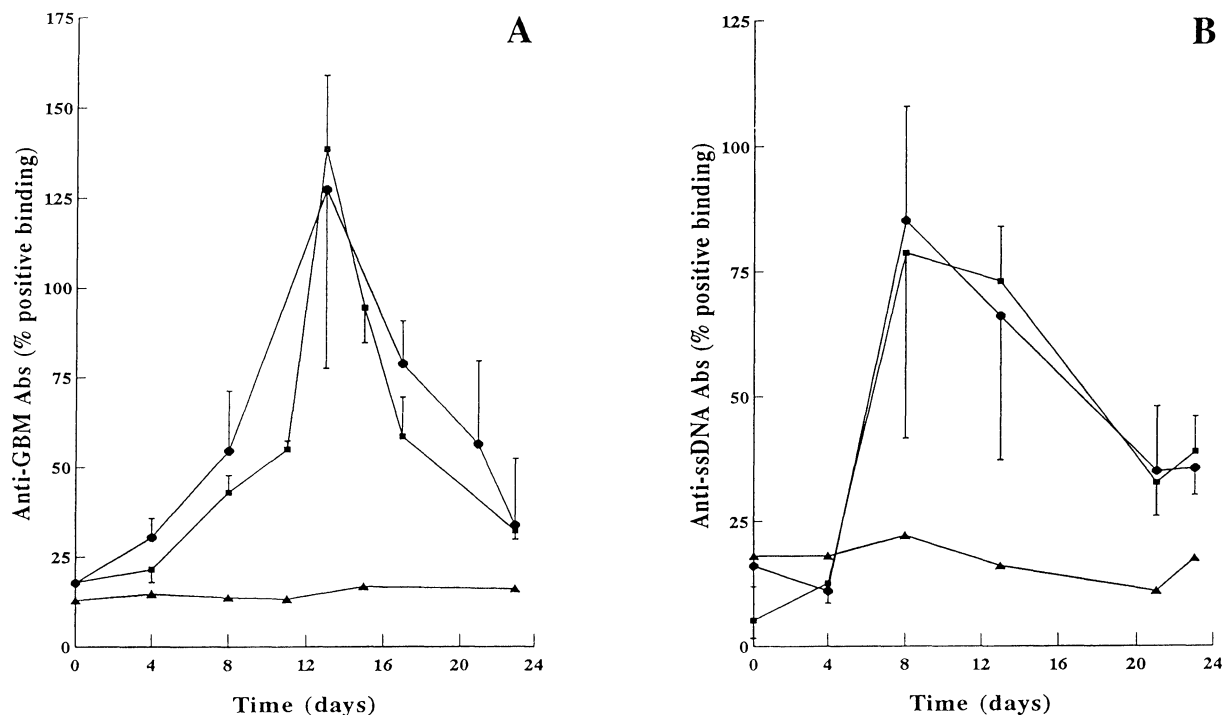 A
175
150
125
100
75
50
25
0
Anti-GBM Abs (% positive binding)
0 4 8 12 16 20 24
Time (days)
B
125
100
75
50
25
0
Anti-ssDNA Abs (% positive binding)
0 4 8 12 16 20 24
Time (days)